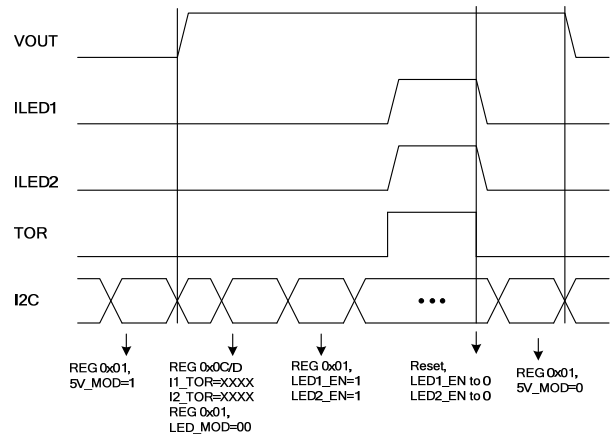 VOUT
ILED1
ILED2
TOR
I2C
•••
REG 0x01,
5V_MOD=1
REG 0x0C/D
I1_TOR=XXXX
I2_TOR=XXXX
REG 0x01,
LED_MOD=00
REG 0x01,
LED1_EN=1
LED2_EN=1
Reset,
LED1_EN to 0
LED2_EN to 0
REG 0x01,
5V_MOD=0